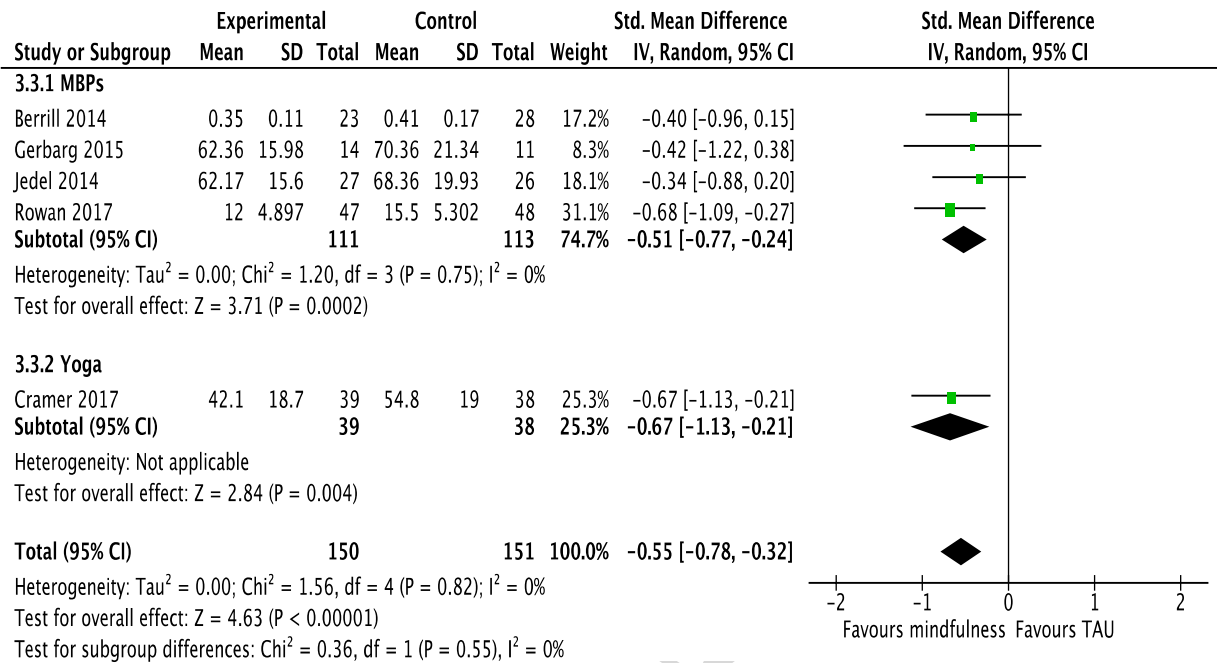 Experimental Control Std. Mean Difference Std. Mean Difference
Study or Subgroup Mean SD Total Mean SD Total Weight IV, Random, 95% CI IV, Random, 95% CI
3.3.1 MBPs
Berrill 2014 0.35 0.11 23 0.41 0.17 28 17.2% −0.40 [−0.96, 0.15]
Gerbarg 2015 62.36 15.98 14 70.36 21.34 11 8.3% −0.42 [−1.22, 0.38]
Jedel 2014 62.17 15.6 27 68.36 19.93 26 18.1% −0.34 [−0.88, 0.20]
Rowan 2017 12 4.897 47 15.5 5.302 48 31.1% −0.68 [−1.09, −0.27]
Subtotal (95% CI) 111 113 74.7% −0.51 [−0.77, −0.24]
Heterogeneity: Tau² = 0.00; Chi² = 1.20, df = 3 (P = 0.75); I² = 0%
Test for overall effect: Z = 3.71 (P = 0.0002)
3.3.2 Yoga
Cramer 2017 42.1 18.7 39 54.8 19 38 25.3% −0.67 [−1.13, −0.21]
Subtotal (95% CI) 39 38 25.3% −0.67 [−1.13, −0.21]
Heterogeneity: Not applicable
Test for overall effect: Z = 2.84 (P = 0.004)
Total (95% CI) 150 151 100.0% −0.55 [−0.78, −0.32]
Heterogeneity: Tau² = 0.00; Chi² = 1.56, df = 4 (P = 0.82); I² = 0%
Test for overall effect: Z = 4.63 (P < 0.00001)
Test for subgroup differences: Chi² = 0.36, df = 1 (P = 0.55), I² = 0%
−2 −1 0 1 2
Favours mindfulness Favours TAU